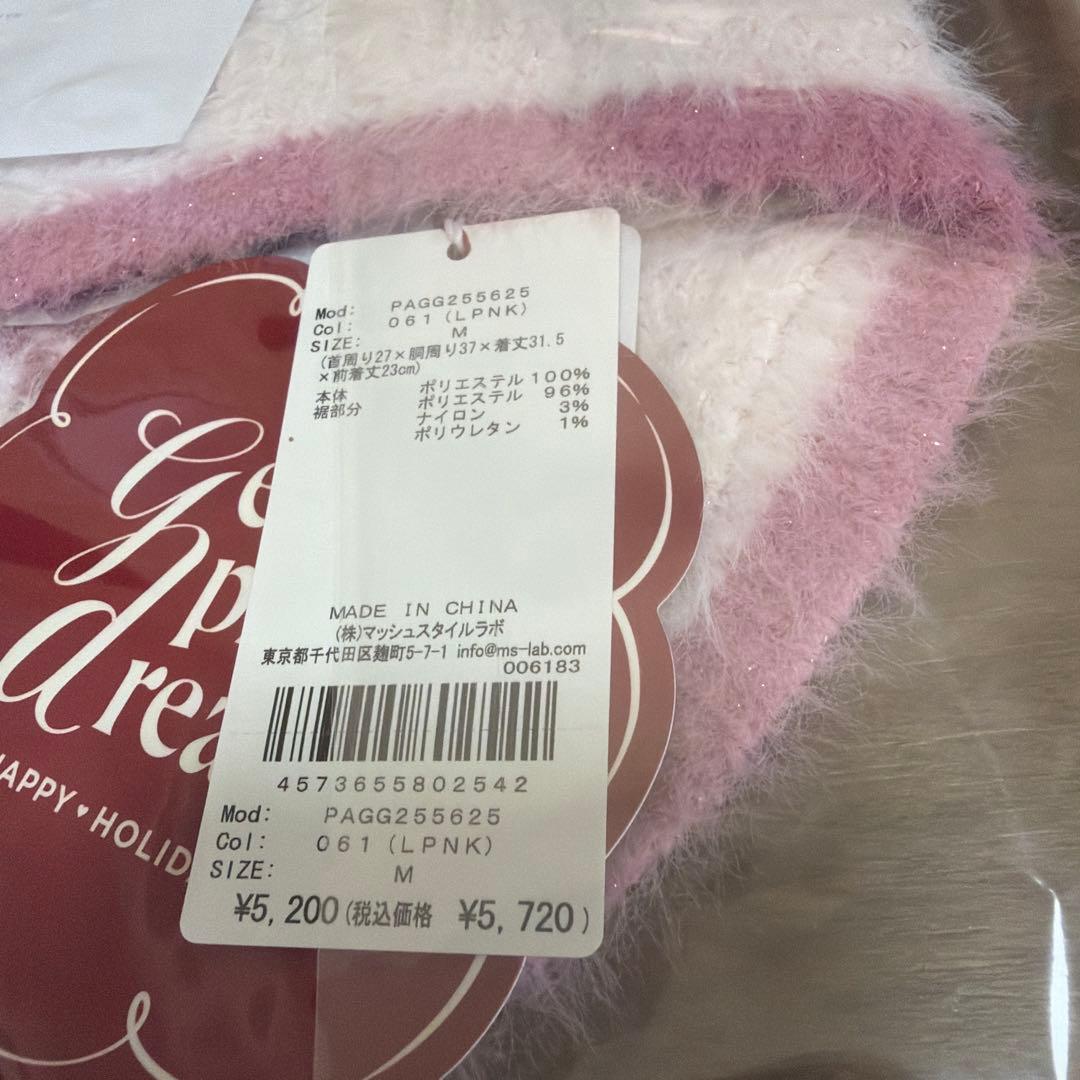 Mod: PAGG255625
Col: 061 (LPNK)
SIZE: M
(首周り27×胴周り37×着丈31.5
×前着丈23cm)
本体 ポリエステル 100%
裾部分 ポリエステル 96%
ナイロン 3%
ポリウレタン 1%
MADE IN CHINA
(株)マッシュスタイルラボ
東京都千代田区麹町5-7-1 info@ms-lab.com
006183
4573655802542
Mod: PAGG255625
Col: 061 (LPNK)
SIZE: M
¥5,200 (税込価格 ¥5,720)
Ge
p
drea
HAPPY♥HOLID